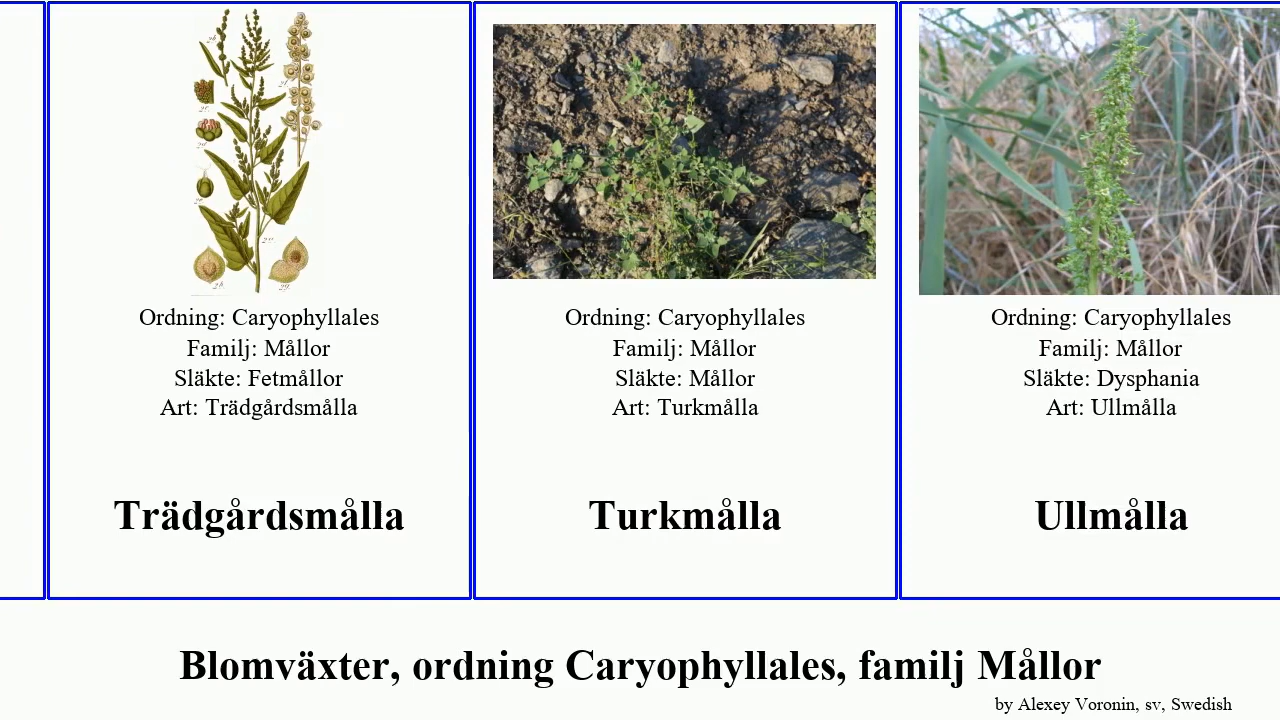 Ordning: Caryophyllales
Familj: Mållor
Släkte: Fetmållor
Art: Trädgårdsmålla
Trädgårdsmålla
Ordning: Caryophyllales
Familj: Mållor
Släkte: Mållor
Art: Turkmålla
Turkmålla
Ordning: Caryophyllales
Familj: Mållor
Släkte: Dysphania
Art: Ullmålla
Ullmålla
Blomväxter, ordning Caryophyllales, familj Mållor
by Alexey Voronin, sv, Swedish